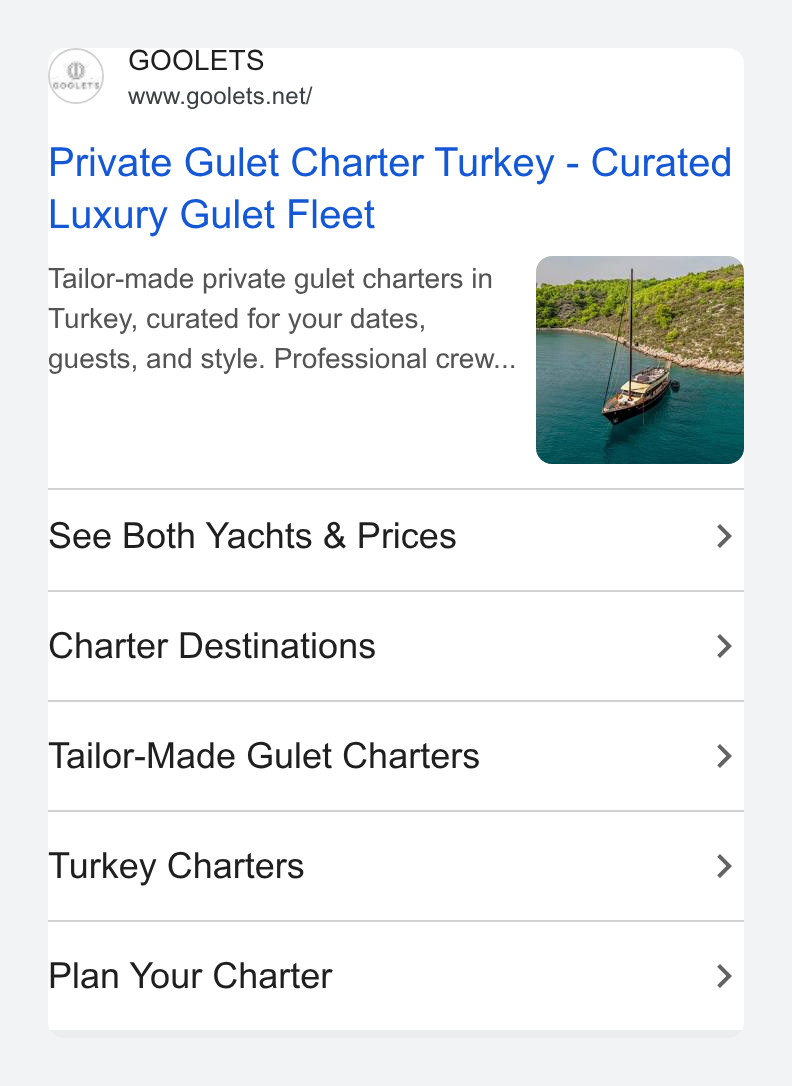 GOOLETS
GOOLETS
www.goolets.net/
Private Gulet Charter Turkey - Curated
Luxury Gulet Fleet
Tailor-made private gulet charters in
Turkey, curated for your dates,
guests, and style. Professional crew...
See Both Yachts & Prices
Charter Destinations
Tailor-Made Gulet Charters
Turkey Charters
Plan Your Charter